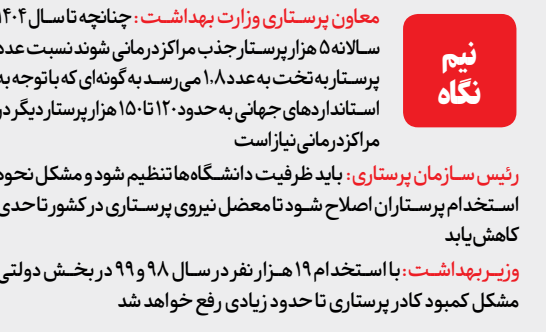 نیم
نگاه
معاون پرستاری وزارت بهداشت: چنانچه تا سال ۱۴۰۴
سالانه ۵ هزار پرستار جذب مراکز درمانی شوند نسبت عدد
پرستار به تخت به عدد ۱,۸ می‌رسد به گونه‌ای که با توجه به
استانداردهای جهانی به حدود ۱۲۰ تا ۱۵۰ هزار پرستار دیگر در
مراکز درمانی نیاز است
رئیس سازمان پرستاری: باید ظرفیت دانشگاه‌ها تنظیم شود و مشکل نحوه
استخدام پرستاران اصلاح شود تا معضل نیروی پرستاری در کشور تا حدی
کاهش یابد
وزیر بهداشت: با استخدام ۱۹ هزار نفر در سال ۹۸ و ۹۹ در بخش دولتی
مشکل کمبود کادر پرستاری تا حدود زیادی رفع خواهد شد